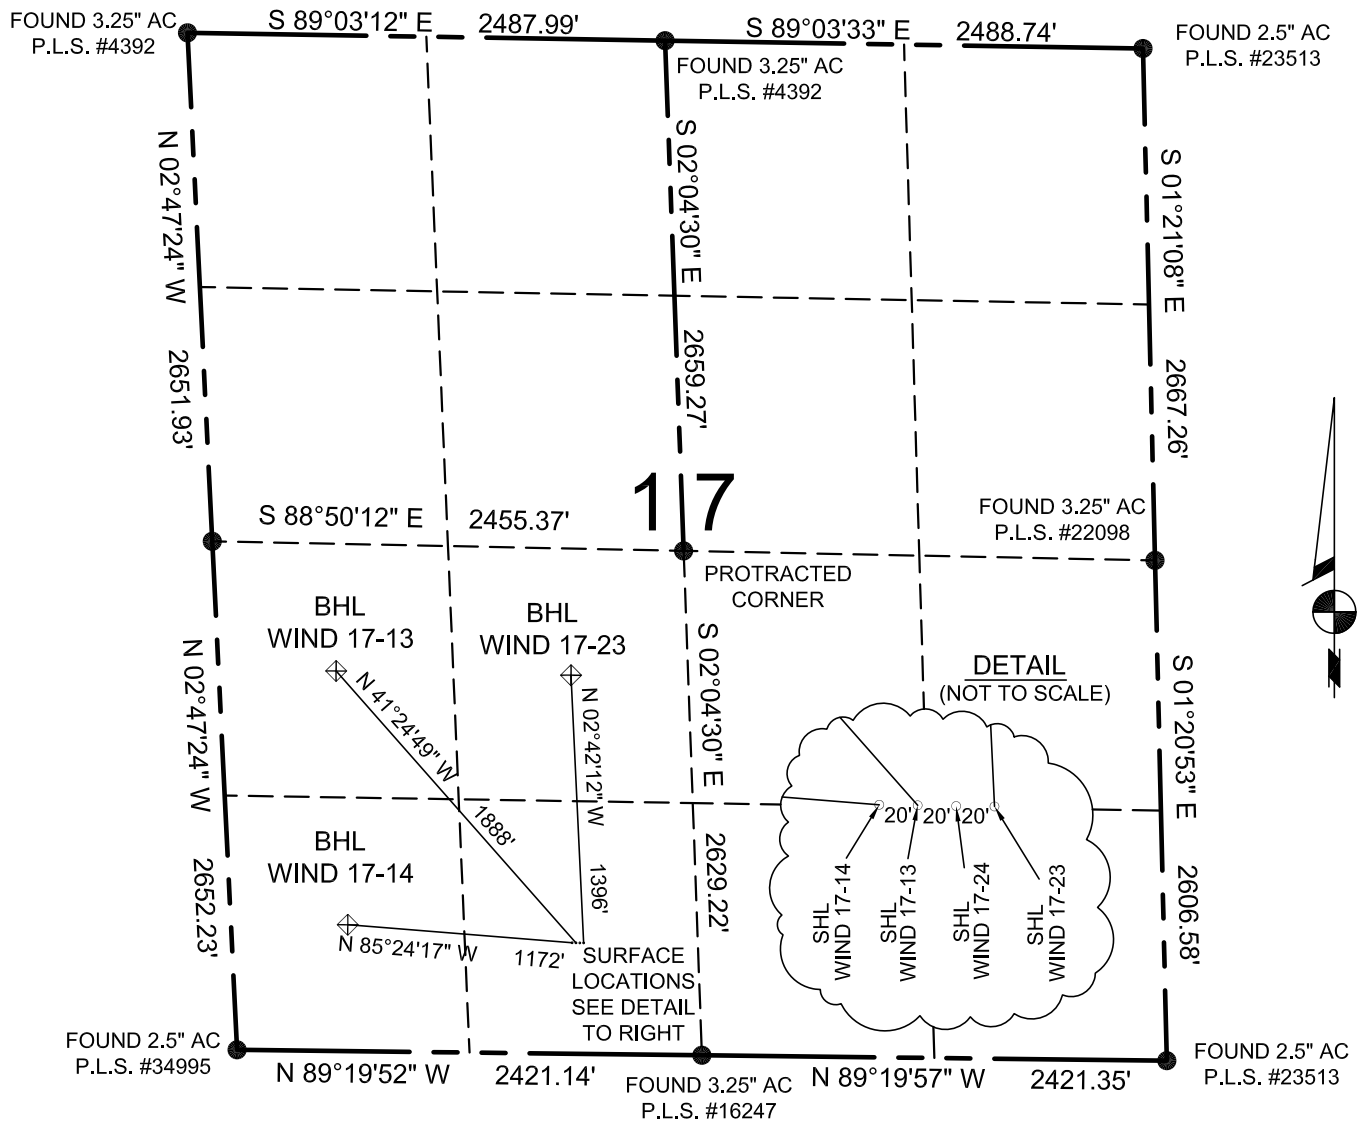 FOUND 3.25" AC
P.L.S. #4392
S 89°03'12" E
2487.99'
S 89°03'33" E
2488.74'
FOUND 2.5" AC
P.L.S. #23513
FOUND 3.25" AC
P.L.S. #4392
N 02°47'24" W
2651.93'
S 02°04'30" E
2659.27'
S 01°21'08" E
2667.26'
17
S 88°50'12" E
2455.37'
FOUND 3.25" AC
P.L.S. #22098
PROTRACTED
CORNER
BHL
WIND 17-13
BHL
WIND 17-23
N 41°24'49" W
1888'
N 02°42'12" W
1396'
N 02°47'24" W
2652.23'
S 02°04'30" E
2629.22'
S 01°20'53" E
2606.58'
DETAIL
(NOT TO SCALE)
20'
20'
20'
SHL
WIND 17-14
SHL
WIND 17-13
SHL
WIND 17-24
SHL
WIND 17-23
BHL
WIND 17-14
N 85°24'17" W
1172'
SURFACE
LOCATIONS
SEE DETAIL
TO RIGHT
FOUND 2.5" AC
P.L.S. #34995
N 89°19'52" W
2421.14'
FOUND 3.25" AC
P.L.S. #16247
N 89°19'57" W
2421.35'
FOUND 2.5" AC
P.L.S. #23513
N